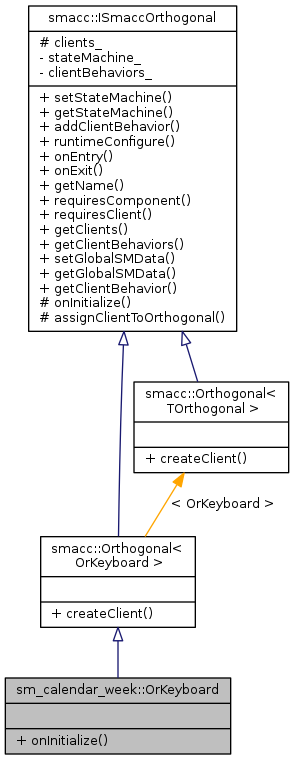 smacc::ISmaccOrthogonal
# clients_
- stateMachine_
- clientBehaviors_
+ setStateMachine()
+ getStateMachine()
+ addClientBehavior()
+ runtimeConfigure()
+ onEntry()
+ onExit()
+ getName()
+ requiresComponent()
+ requiresClient()
+ getClients()
+ getClientBehaviors()
+ setGlobalSMData()
+ getGlobalSMData()
+ getClientBehavior()
# onInitialize()
# assignClientToOrthogonal()
smacc::Orthogonal<
TOrthogonal >
+ createClient()
< OrKeyboard >
smacc::Orthogonal<
OrKeyboard >
+ createClient()
sm_calendar_week::OrKeyboard
+ onInitialize()